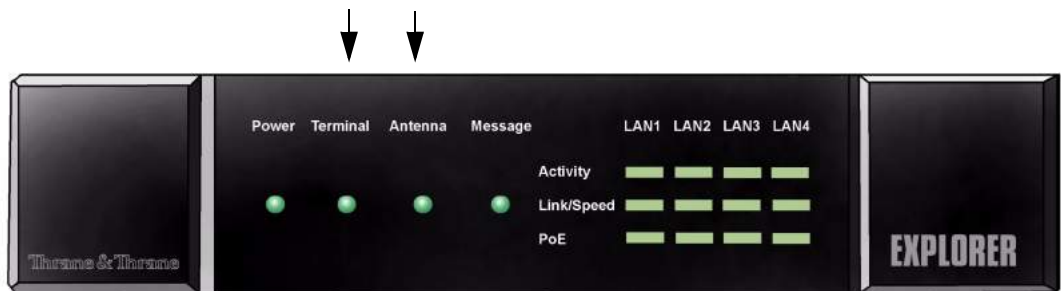 Power Terminal Antenna Message LAN1 LAN2 LAN3 LAN4
Activity
Link/Speed
PoE
Thrane & Thrane
EXPLORER